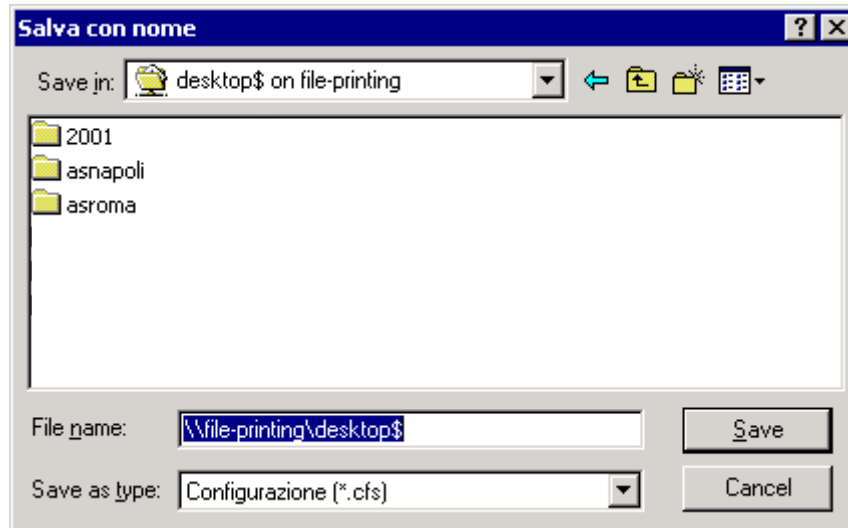 Salva con nome
Save in: desktop$ on file-printing
2001
asnapoli
asroma
File name: \\file-printing\desktop$ Save
Save as type: Configurazione (*.cfs) Cancel